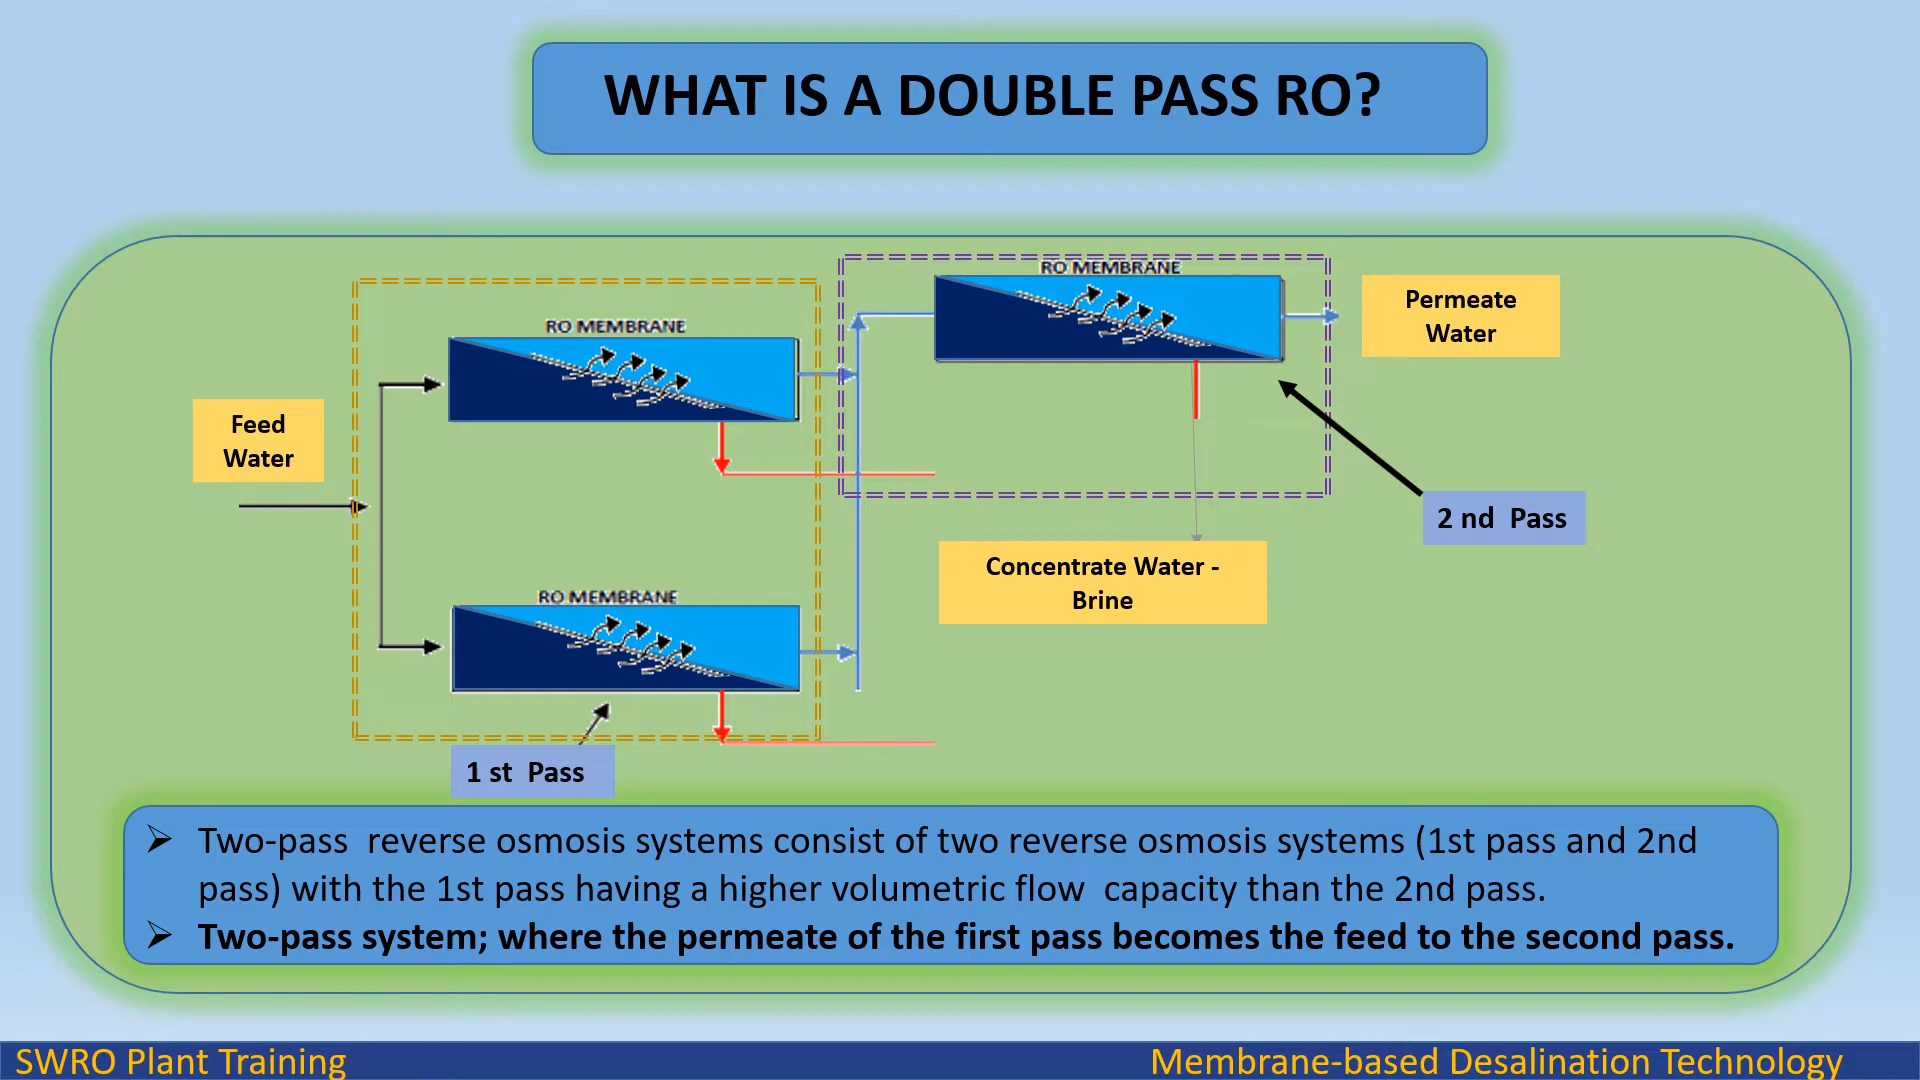 WHAT IS A DOUBLE PASS RO?
RO MEMBRANE
Permeate
Water
RO MEMBRANE
Feed
Water
2 nd  Pass
Concentrate Water -
Brine
RO MEMBRANE
1 st  Pass
➢ Two-pass  reverse osmosis systems consist of two reverse osmosis systems (1st pass and 2nd
pass) with the 1st pass having a higher volumetric flow  capacity than the 2nd pass.
➢ Two-pass system; where the permeate of the first pass becomes the feed to the second pass.
SWRO Plant Training
Membrane-based Desalination Technology